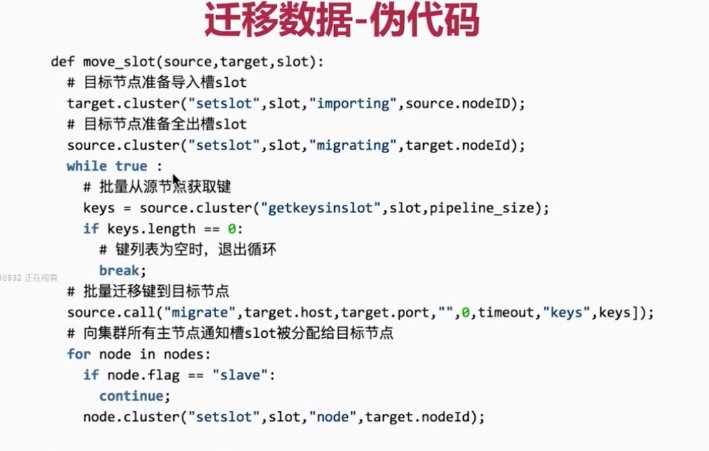 迁移数据-伪代码
def move_slot(source,target,slot):
# 目标节点准备导入槽slot
target.cluster("setslot",slot,"importing",source.nodeID);
# 目标节点准备全出槽slot
source.cluster("setslot",slot,"migrating",target.nodeId);
while true :
# 批量从源节点获取键
keys = source.cluster("getkeysinslot",slot,pipeline_size);
if keys.length == 0:
# 键列表为空时，退出循环
break;
# 批量迁移键到目标节点
source.call("migrate",target.host,target.port,"",0,timeout,"keys",keys]);
# 向集群所有主节点通知槽slot被分配给目标节点
for node in nodes:
if node.flag == "slave":
continue;
node.cluster("setslot",slot,"node",target.nodeId);
正在观看